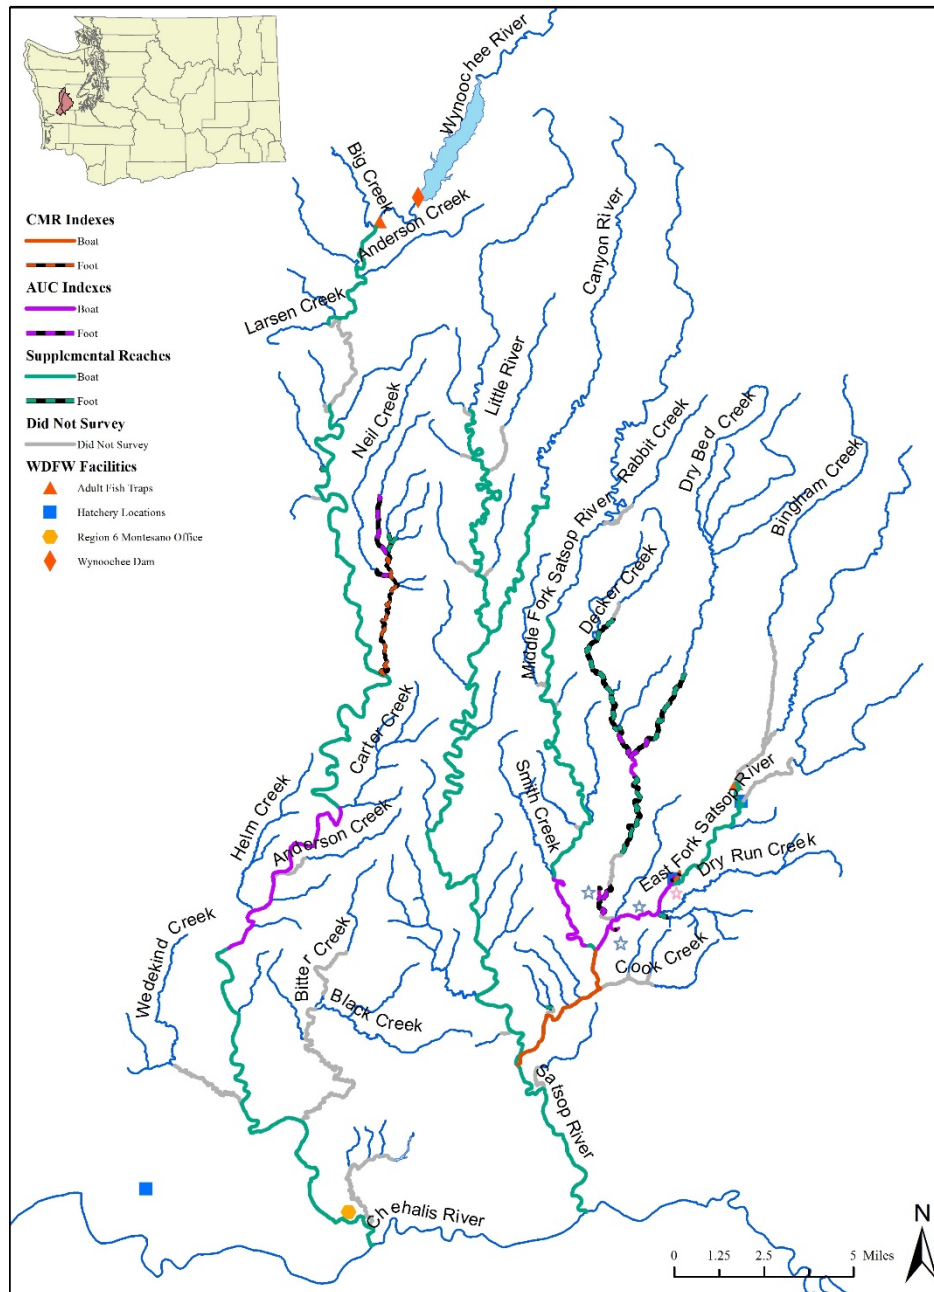 Wynoochee River
Big Creek
Anderson Creek
Canyon River
CMR Indexes
Boat
Foot
AUC Indexes
Boat
Foot
Supplemental Reaches
Boat
Foot
Did Not Survey
Did Not Survey
WDFW Facilities
Adult Fish Traps
Hatchery Locations
Region 6 Montesano Office
Wynoochee Dam
Larsen Creek
Little River
Neil Creek
Rabbit Creek
Dry Bed Creek
Bingham Creek
Middle Fork Satsop River
Decker Creek
Carter Creek
Helm Creek
Anderson Creek
Smith Creek
East Fork Satsop River
Dry Run Creek
Cook Creek
Wedekind Creek
Bitter Creek
Black Creek
Satsop River
Chehalis River
N
0 1.25 2.5 5 Miles